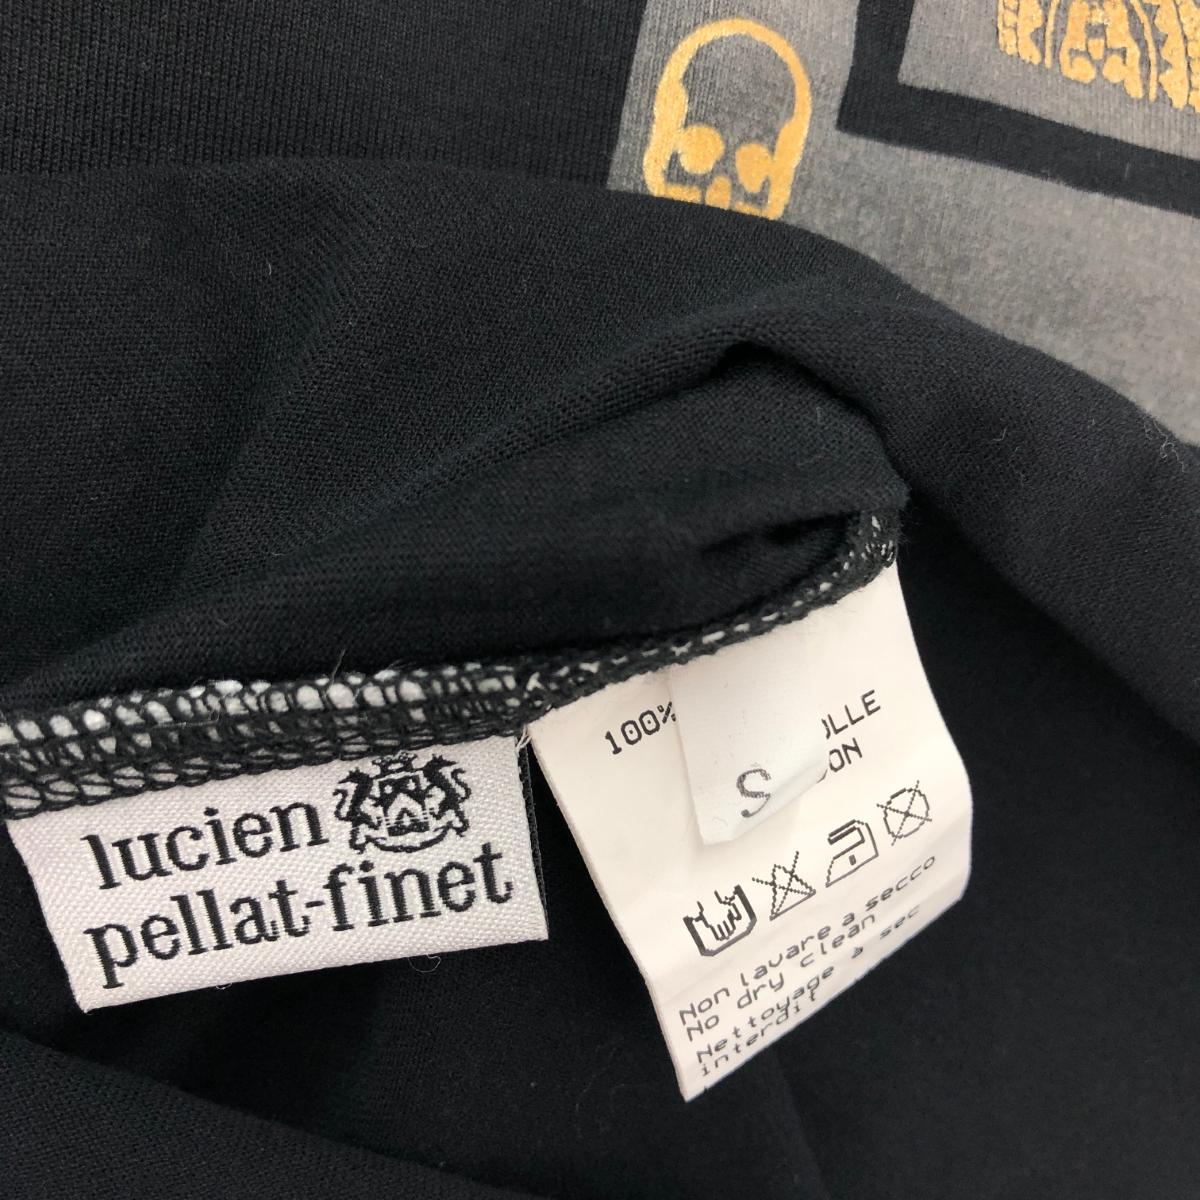 lucien
pellat-finet
100%
S
Non lavare a secco
No dry clean
Nettoyage à sec
interdit